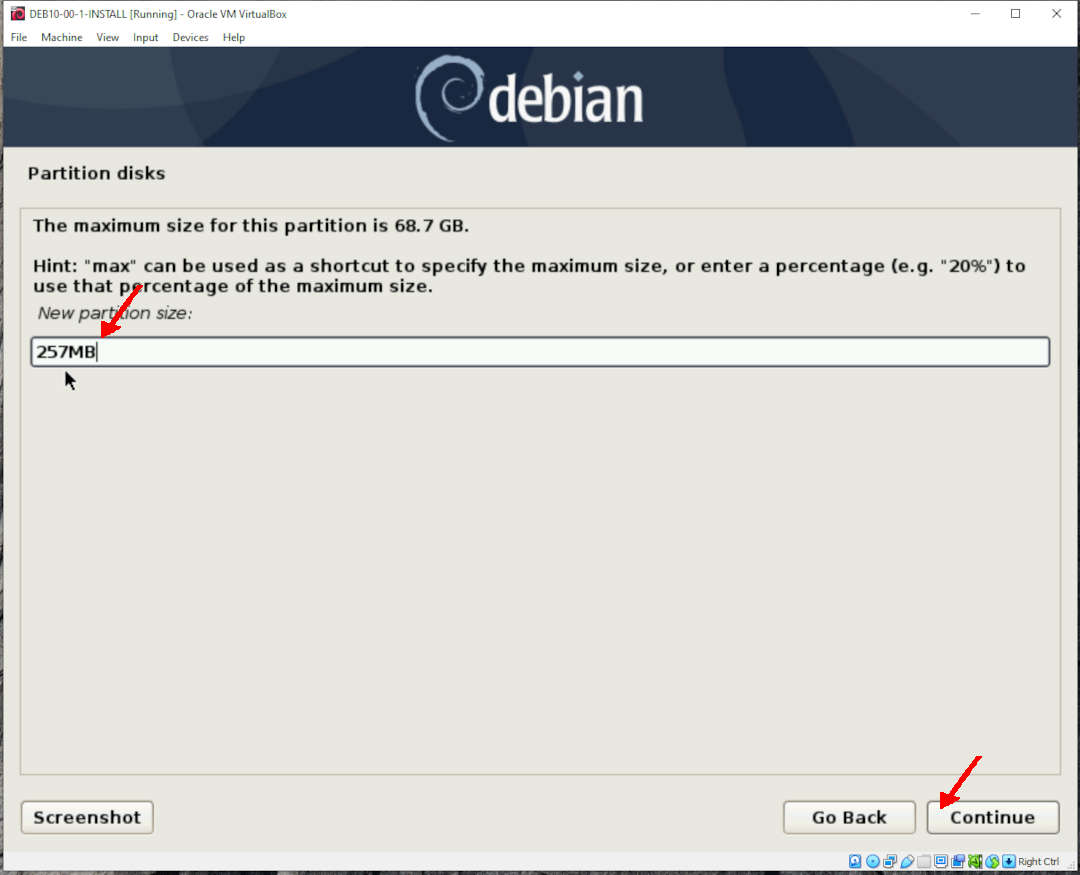 DEB10-00-1-INSTALL [Running] - Oracle VM VirtualBox
File Machine View Input Devices Help
debian
Partition disks
The maximum size for this partition is 68.7 GB.
Hint: "max" can be used as a shortcut to specify the maximum size, or enter a percentage (e.g. "20%") to
use that percentage of the maximum size.
New partition size:
257MB
Screenshot
Go Back
Continue
Right Ctrl